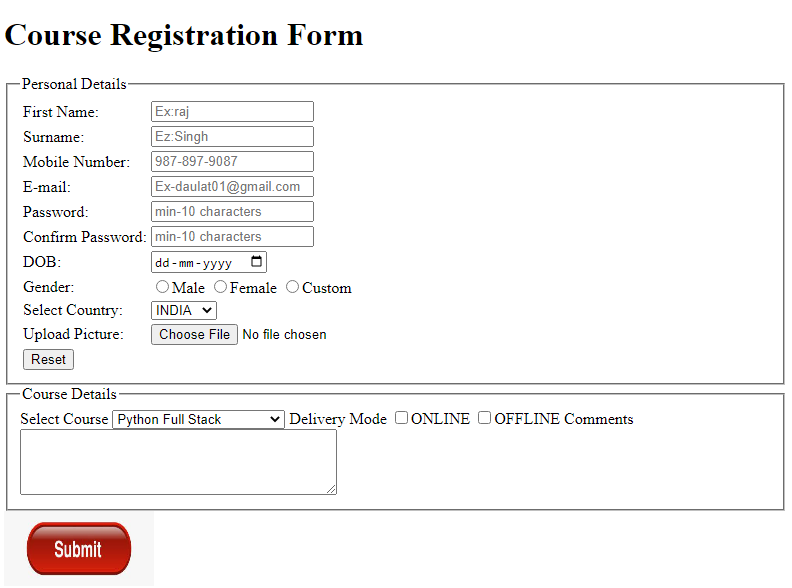 Course Registration Form
Personal Details
First Name: Ex:raj
Surname: Ez:Singh
Mobile Number: 987-897-9087
E-mail: Ex-daulat01@gmail.com
Password: min-10 characters
Confirm Password: min-10 characters
DOB: dd-mm-yyyy
Gender: Male Female Custom
Select Country: INDIA
Upload Picture: Choose File No file chosen
Reset
Course Details
Select Course Python Full Stack Delivery Mode ONLINE OFFLINE Comments
Submit